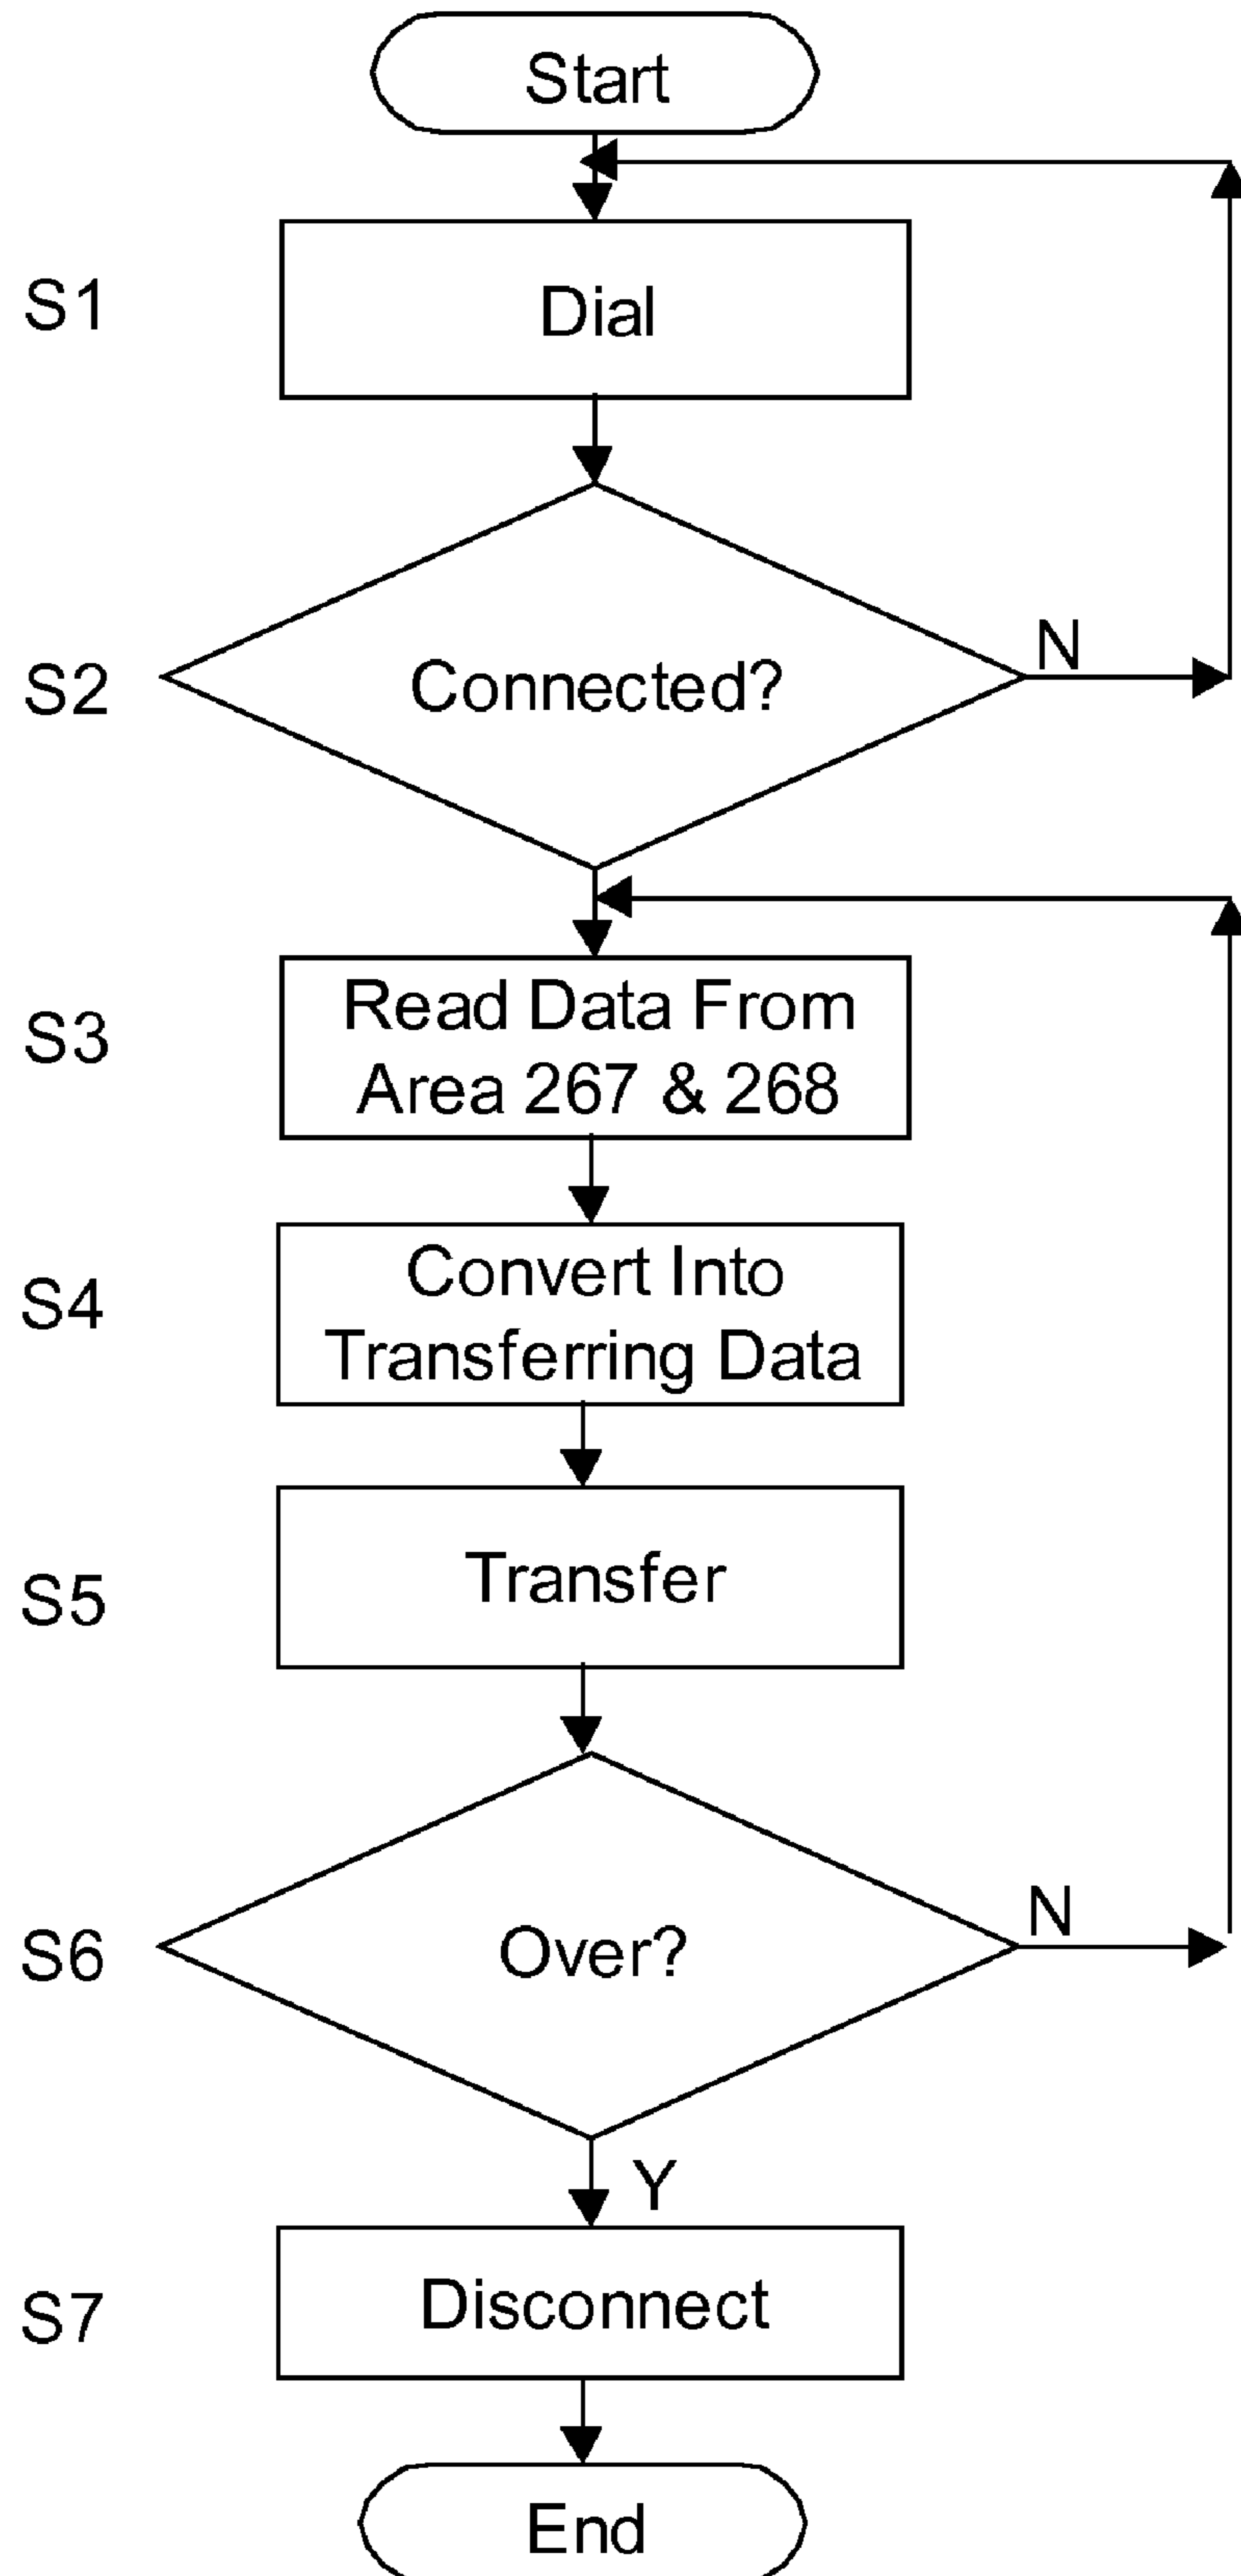 Start
S1
Dial
S2
Connected?
N
S3
Read Data From
Area 267 & 268
S4
Convert Into
Transferring Data
S5
Transfer
S6
Over?
N
Y
S7
Disconnect
End